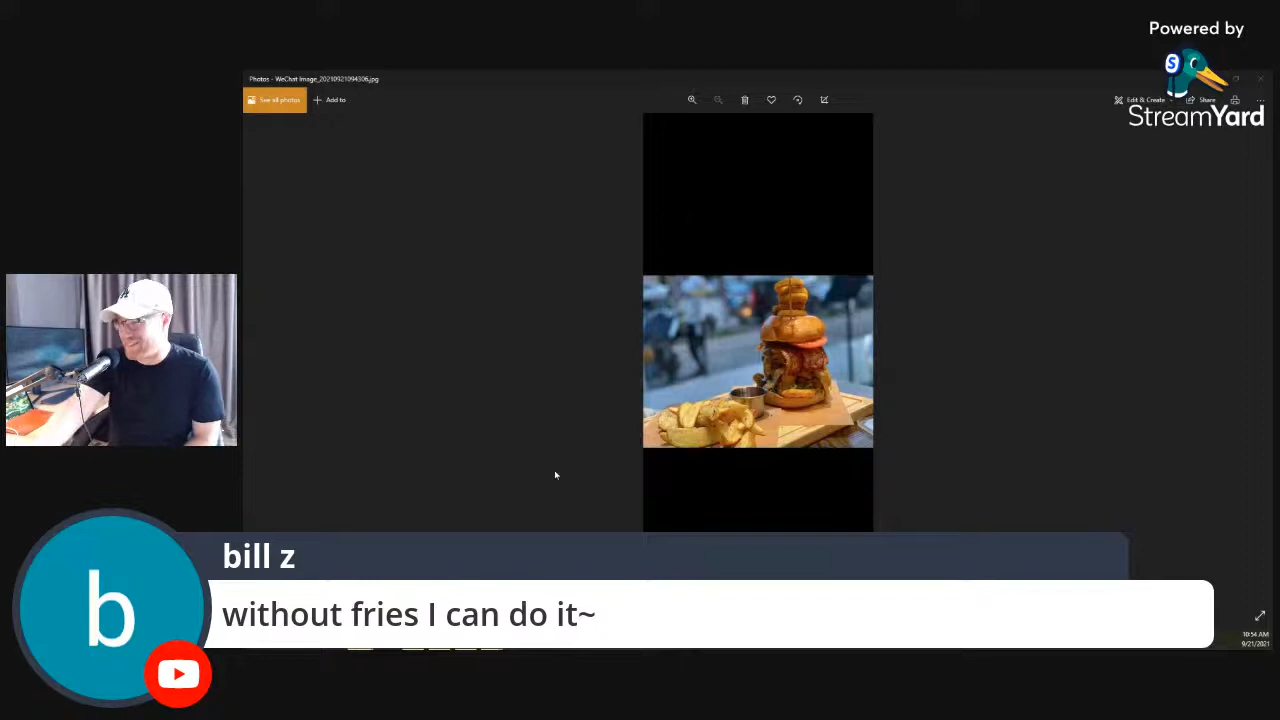 Powered by
StreamYard
Photos - WeChat Image_20210921094306.jpg
See all photos
Add to
Edit & Create
Share
bill z
b
without fries I can do it~
10:54 AM
9/21/2021